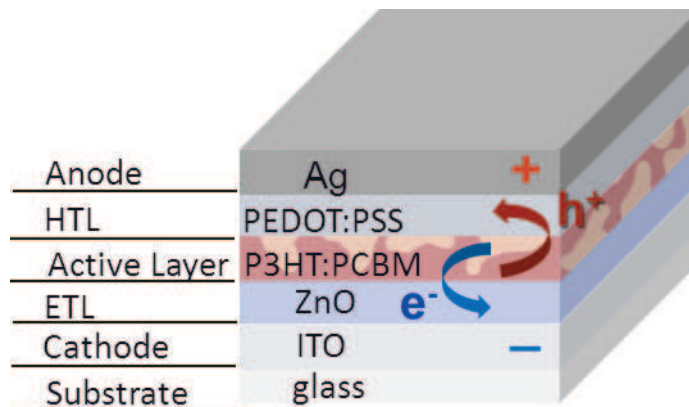 Anode Ag +
HTL PEDOT:PSS h⁺
Active Layer P3HT:PCBM
ETL ZnO e⁻
Cathode ITO −
Substrate glass